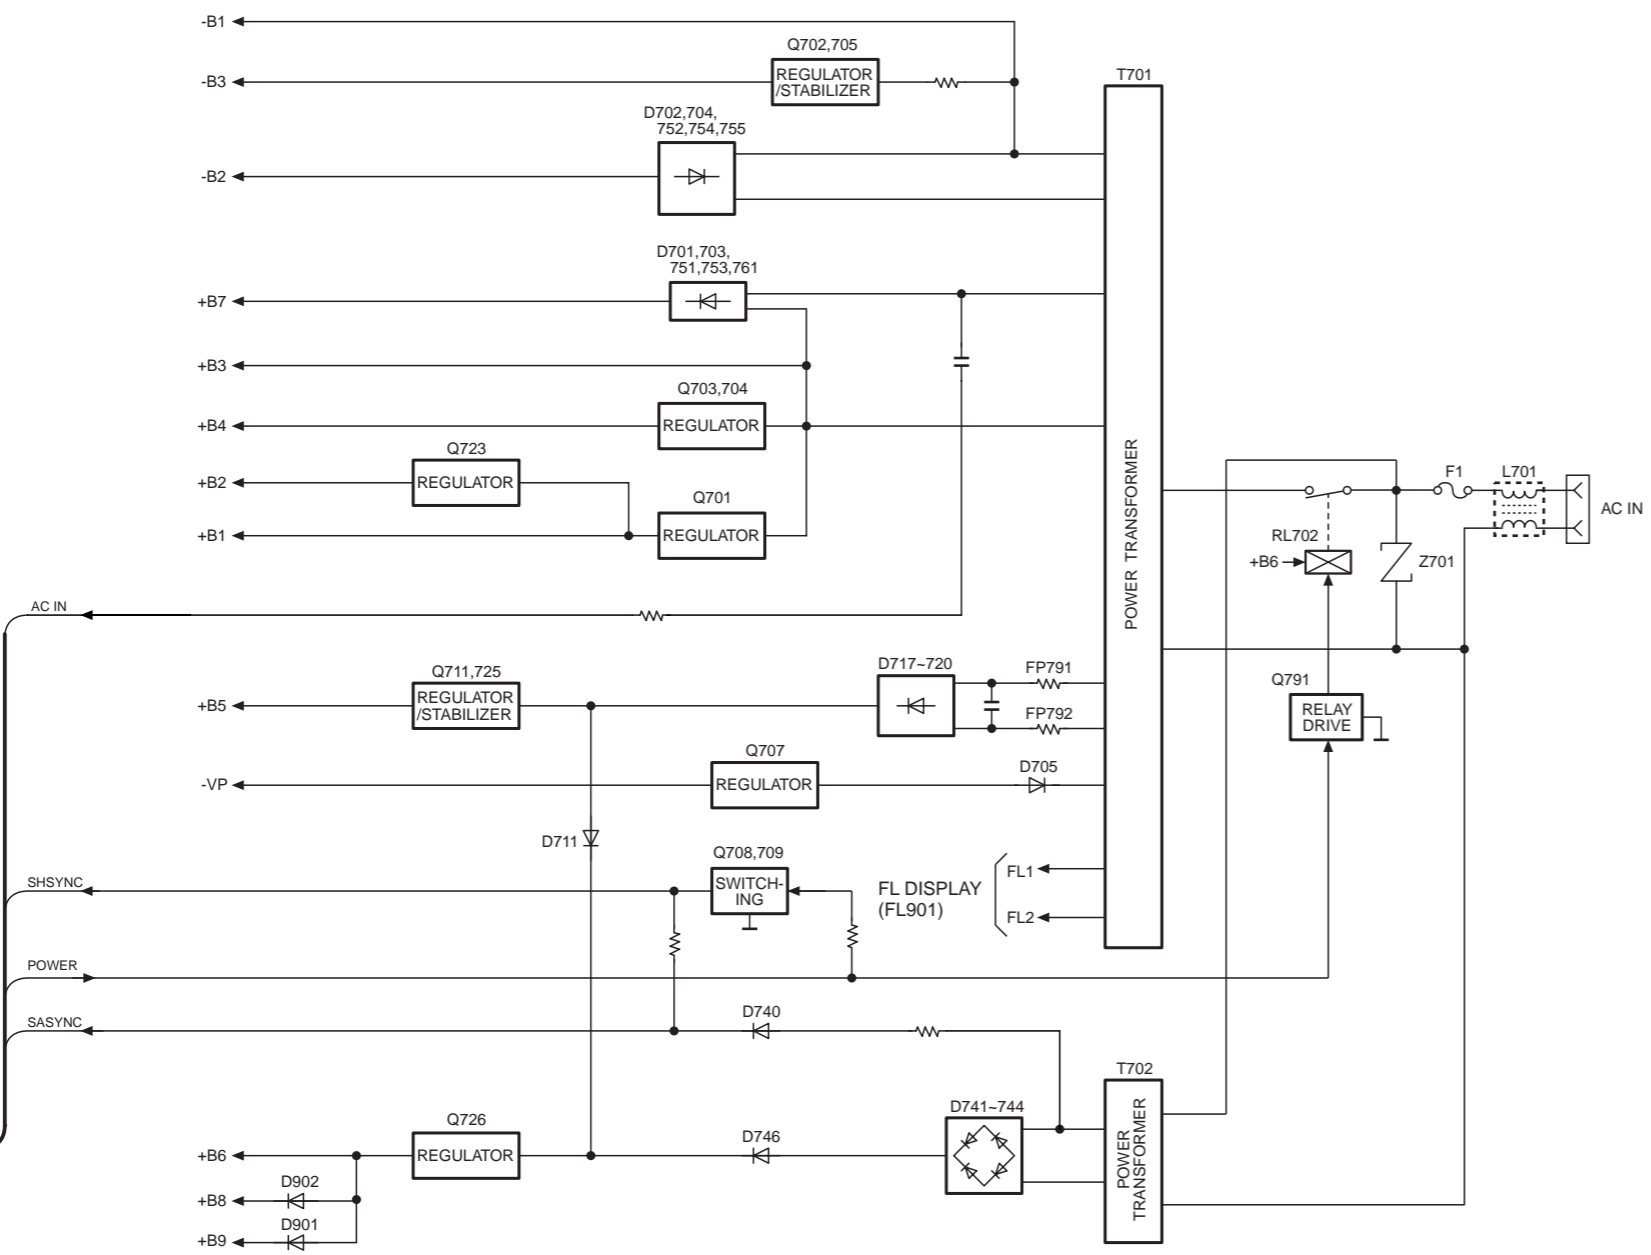 -B1
Q702,705
-B3
REGULATOR
/STABILIZER
T701
D702,704,
752,754,755
-B2
D701,703,
751,753,761
+B7
+B3
Q703,704
+B4
REGULATOR
Q723
+B2
REGULATOR
Q701
+B1
REGULATOR
POWER TRANSFORMER
F1
L701
AC IN
RL702
+B6
Z701
AC IN
Q711,725
+B5
REGULATOR
/STABILIZER
D717~720
FP791
FP792
Q791
RELAY
DRIVE
Q707
-VP
REGULATOR
D705
D711
Q708,709
SHSYNC
SWITCH-
ING
FL DISPLAY
(FL901)
FL1
FL2
POWER
SASYNC
D740
T702
POWER
TRANSFORMER
D741~744
Q726
+B6
REGULATOR
D746
D902
+B8
D901
+B9